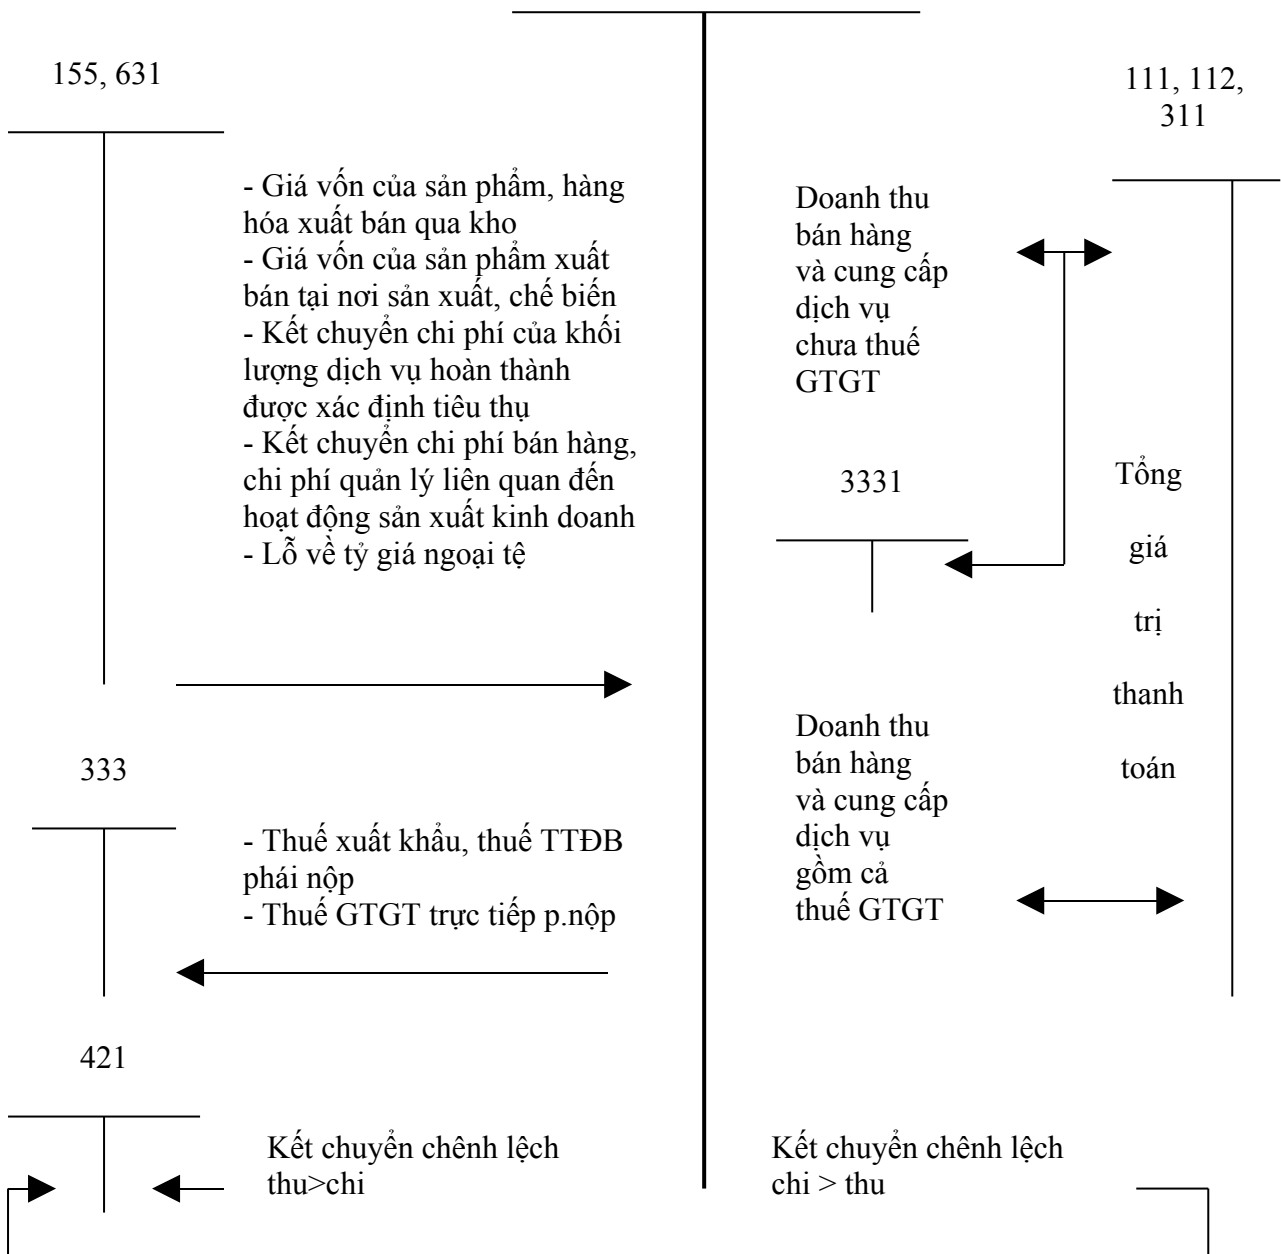 155, 631
111, 112,
311
- Giá vốn của sản phẩm, hàng
hóa xuất bán qua kho
- Giá vốn của sản phẩm xuất
bán tại nơi sản xuất, chế biến
- Kết chuyển chi phí của khối
lượng dịch vụ hoàn thành
được xác định tiêu thụ
- Kết chuyển chi phí bán hàng,
chi phí quản lý liên quan đến
hoạt động sản xuất kinh doanh
- Lỗ về tỷ giá ngoại tệ
Doanh thu
bán hàng
và cung cấp
dịch vụ
chưa thuế
GTGT
3331
Tổng
giá
trị
thanh
toán
Doanh thu
bán hàng
và cung cấp
dịch vụ
gồm cả
thuế GTGT
333
- Thuế xuất khẩu, thuế TTĐB
phái nộp
- Thuế GTGT trực tiếp p.nộp
421
Kết chuyển chênh lệch
thu>chi
Kết chuyển chênh lệch
chi > thu